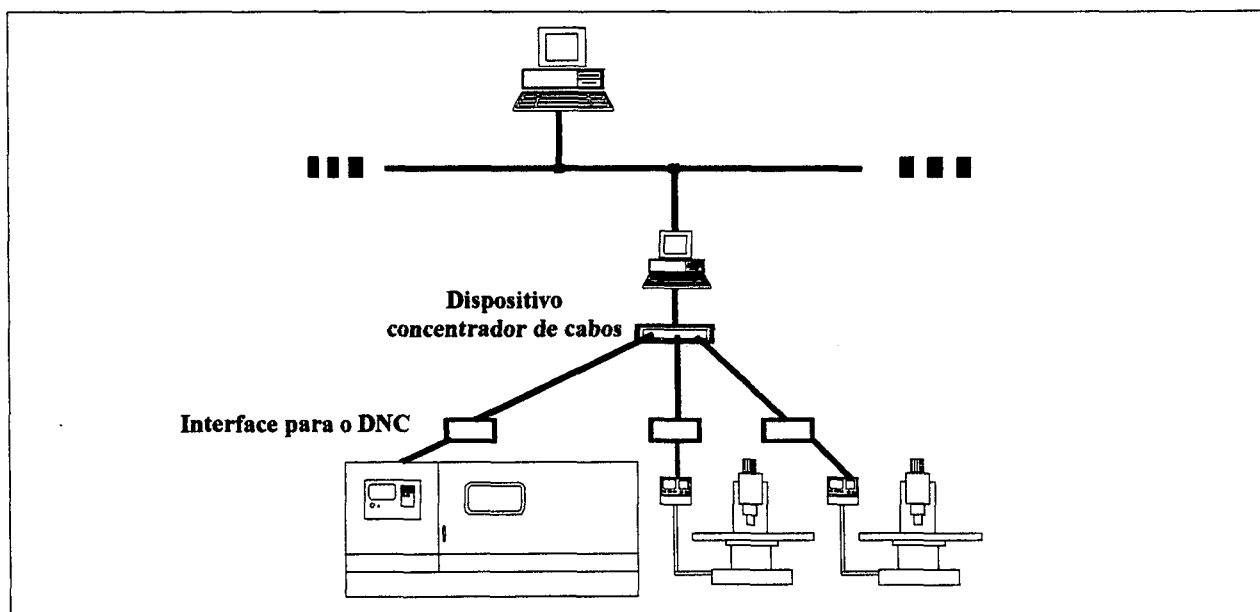 Dispositivo
concentrador de cabos
Interface para o DNC